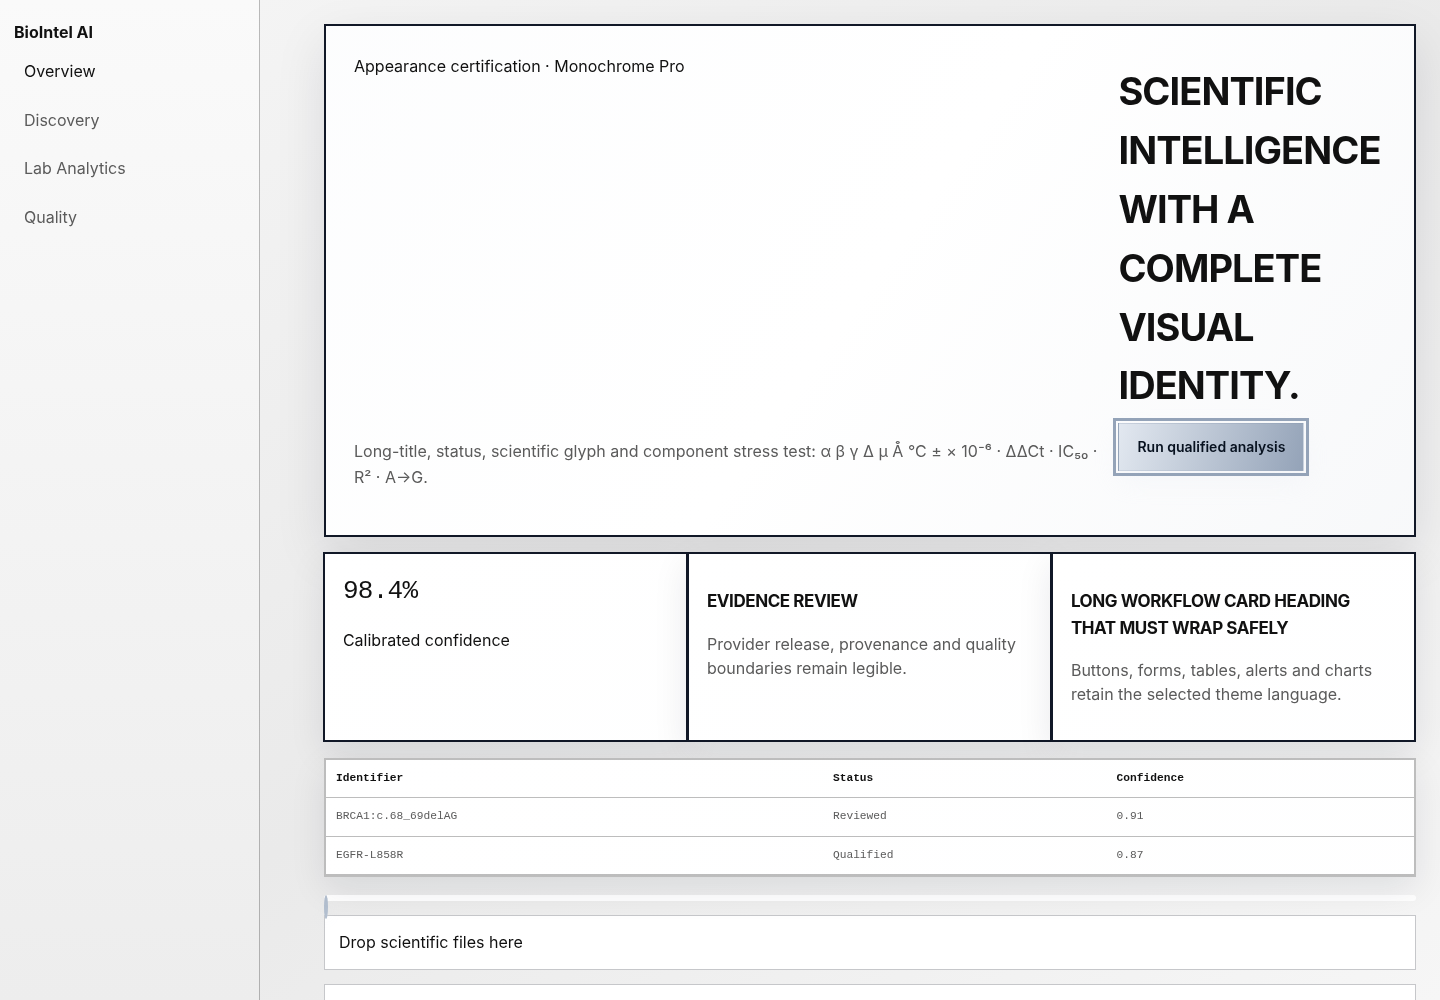 BioIntel AI
Overview
Discovery
Lab Analytics
Quality
Appearance certification · Monochrome Pro
SCIENTIFIC
INTELLIGENCE
WITH A
COMPLETE
VISUAL
IDENTITY.
Long-title, status, scientific glyph and component stress test: α β γ Δ µ Å °C ± × 10⁻⁶ · ΔΔCt · IC₅₀ ·
R² · A→G.
Run qualified analysis
98.4%
Calibrated confidence
EVIDENCE REVIEW
Provider release, provenance and quality
boundaries remain legible.
LONG WORKFLOW CARD HEADING
THAT MUST WRAP SAFELY
Buttons, forms, tables, alerts and charts
retain the selected theme language.
Identifier Status Confidence
BRCA1:c.68_69delAG Reviewed 0.91
EGFR-L858R Qualified 0.87
Drop scientific files here